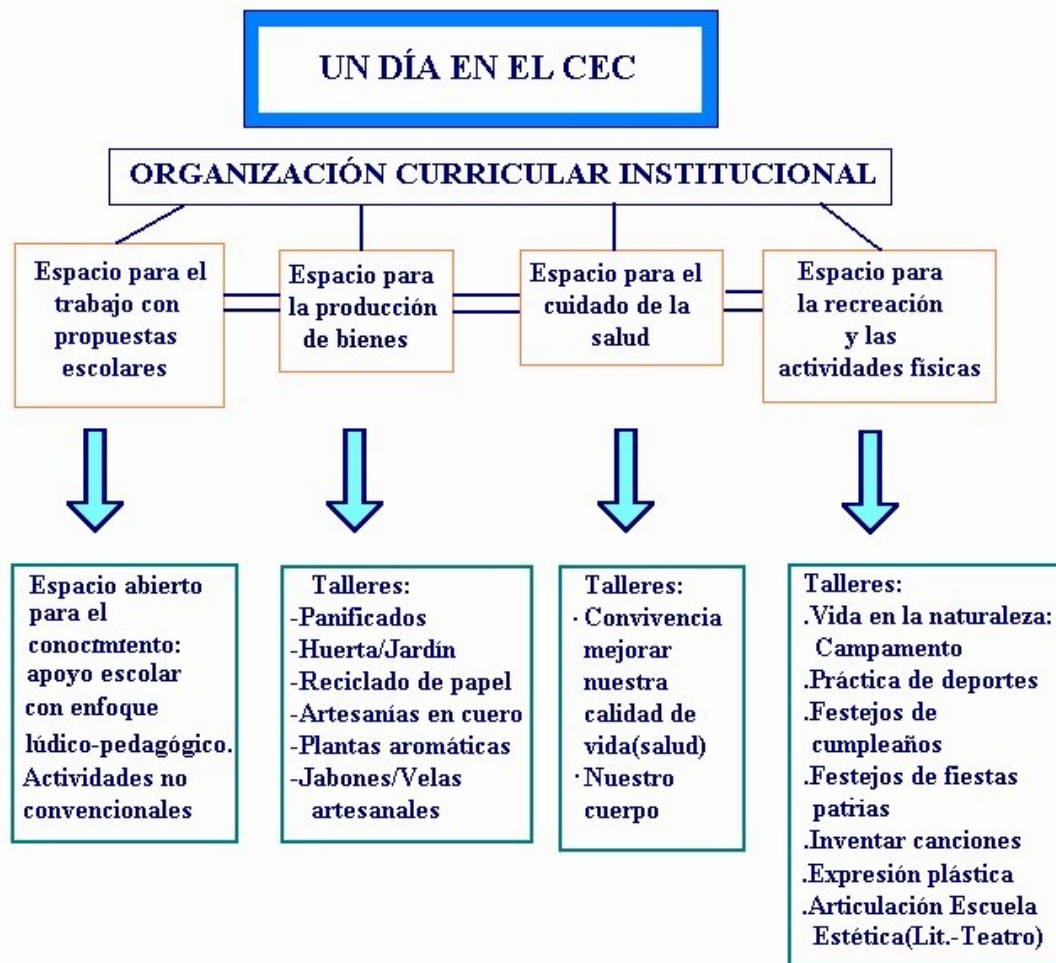 UN DÍA EN EL CEC
ORGANIZACIÓN CURRICULAR INSTITUCIONAL
Espacio para el
trabajo con
propuestas
escolares
Espacio para
la producción
de bienes
Espacio para el
cuidado de la
salud
Espacio para
la recreación
y las
actividades físicas
Espacio abierto
para el
conocimiento:
apoyo escolar
con enfoque
lúdico-pedagógico.
Actividades no
convencionales
Talleres:
-Panificados
-Huerta/Jardín
-Reciclado de papel
-Artesanías en cuero
-Plantas aromáticas
-Jabones/Velas
artesanales
Talleres:
· Convivencia
mejorar
nuestra
calidad de
vida(salud)
· Nuestro
cuerpo
Talleres:
.Vida en la naturaleza:
Campamento
.Práctica de deportes
.Festejos de
cumpleaños
.Festejos de fiestas
patrias
.Inventar canciones
.Expresión plástica
.Articulación Escuela
Estética(Lit.-Teatro)